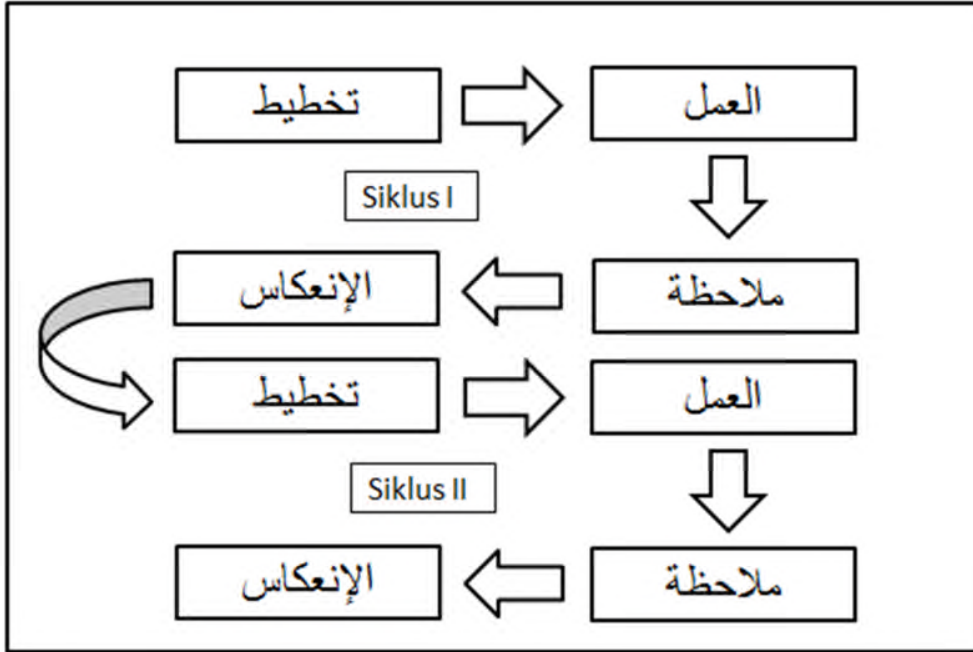 تخطيط
العمل
Siklus I
ملاحظة
الإنعكاس
تخطيط
العمل
Siklus II
ملاحظة
الإنعكاس